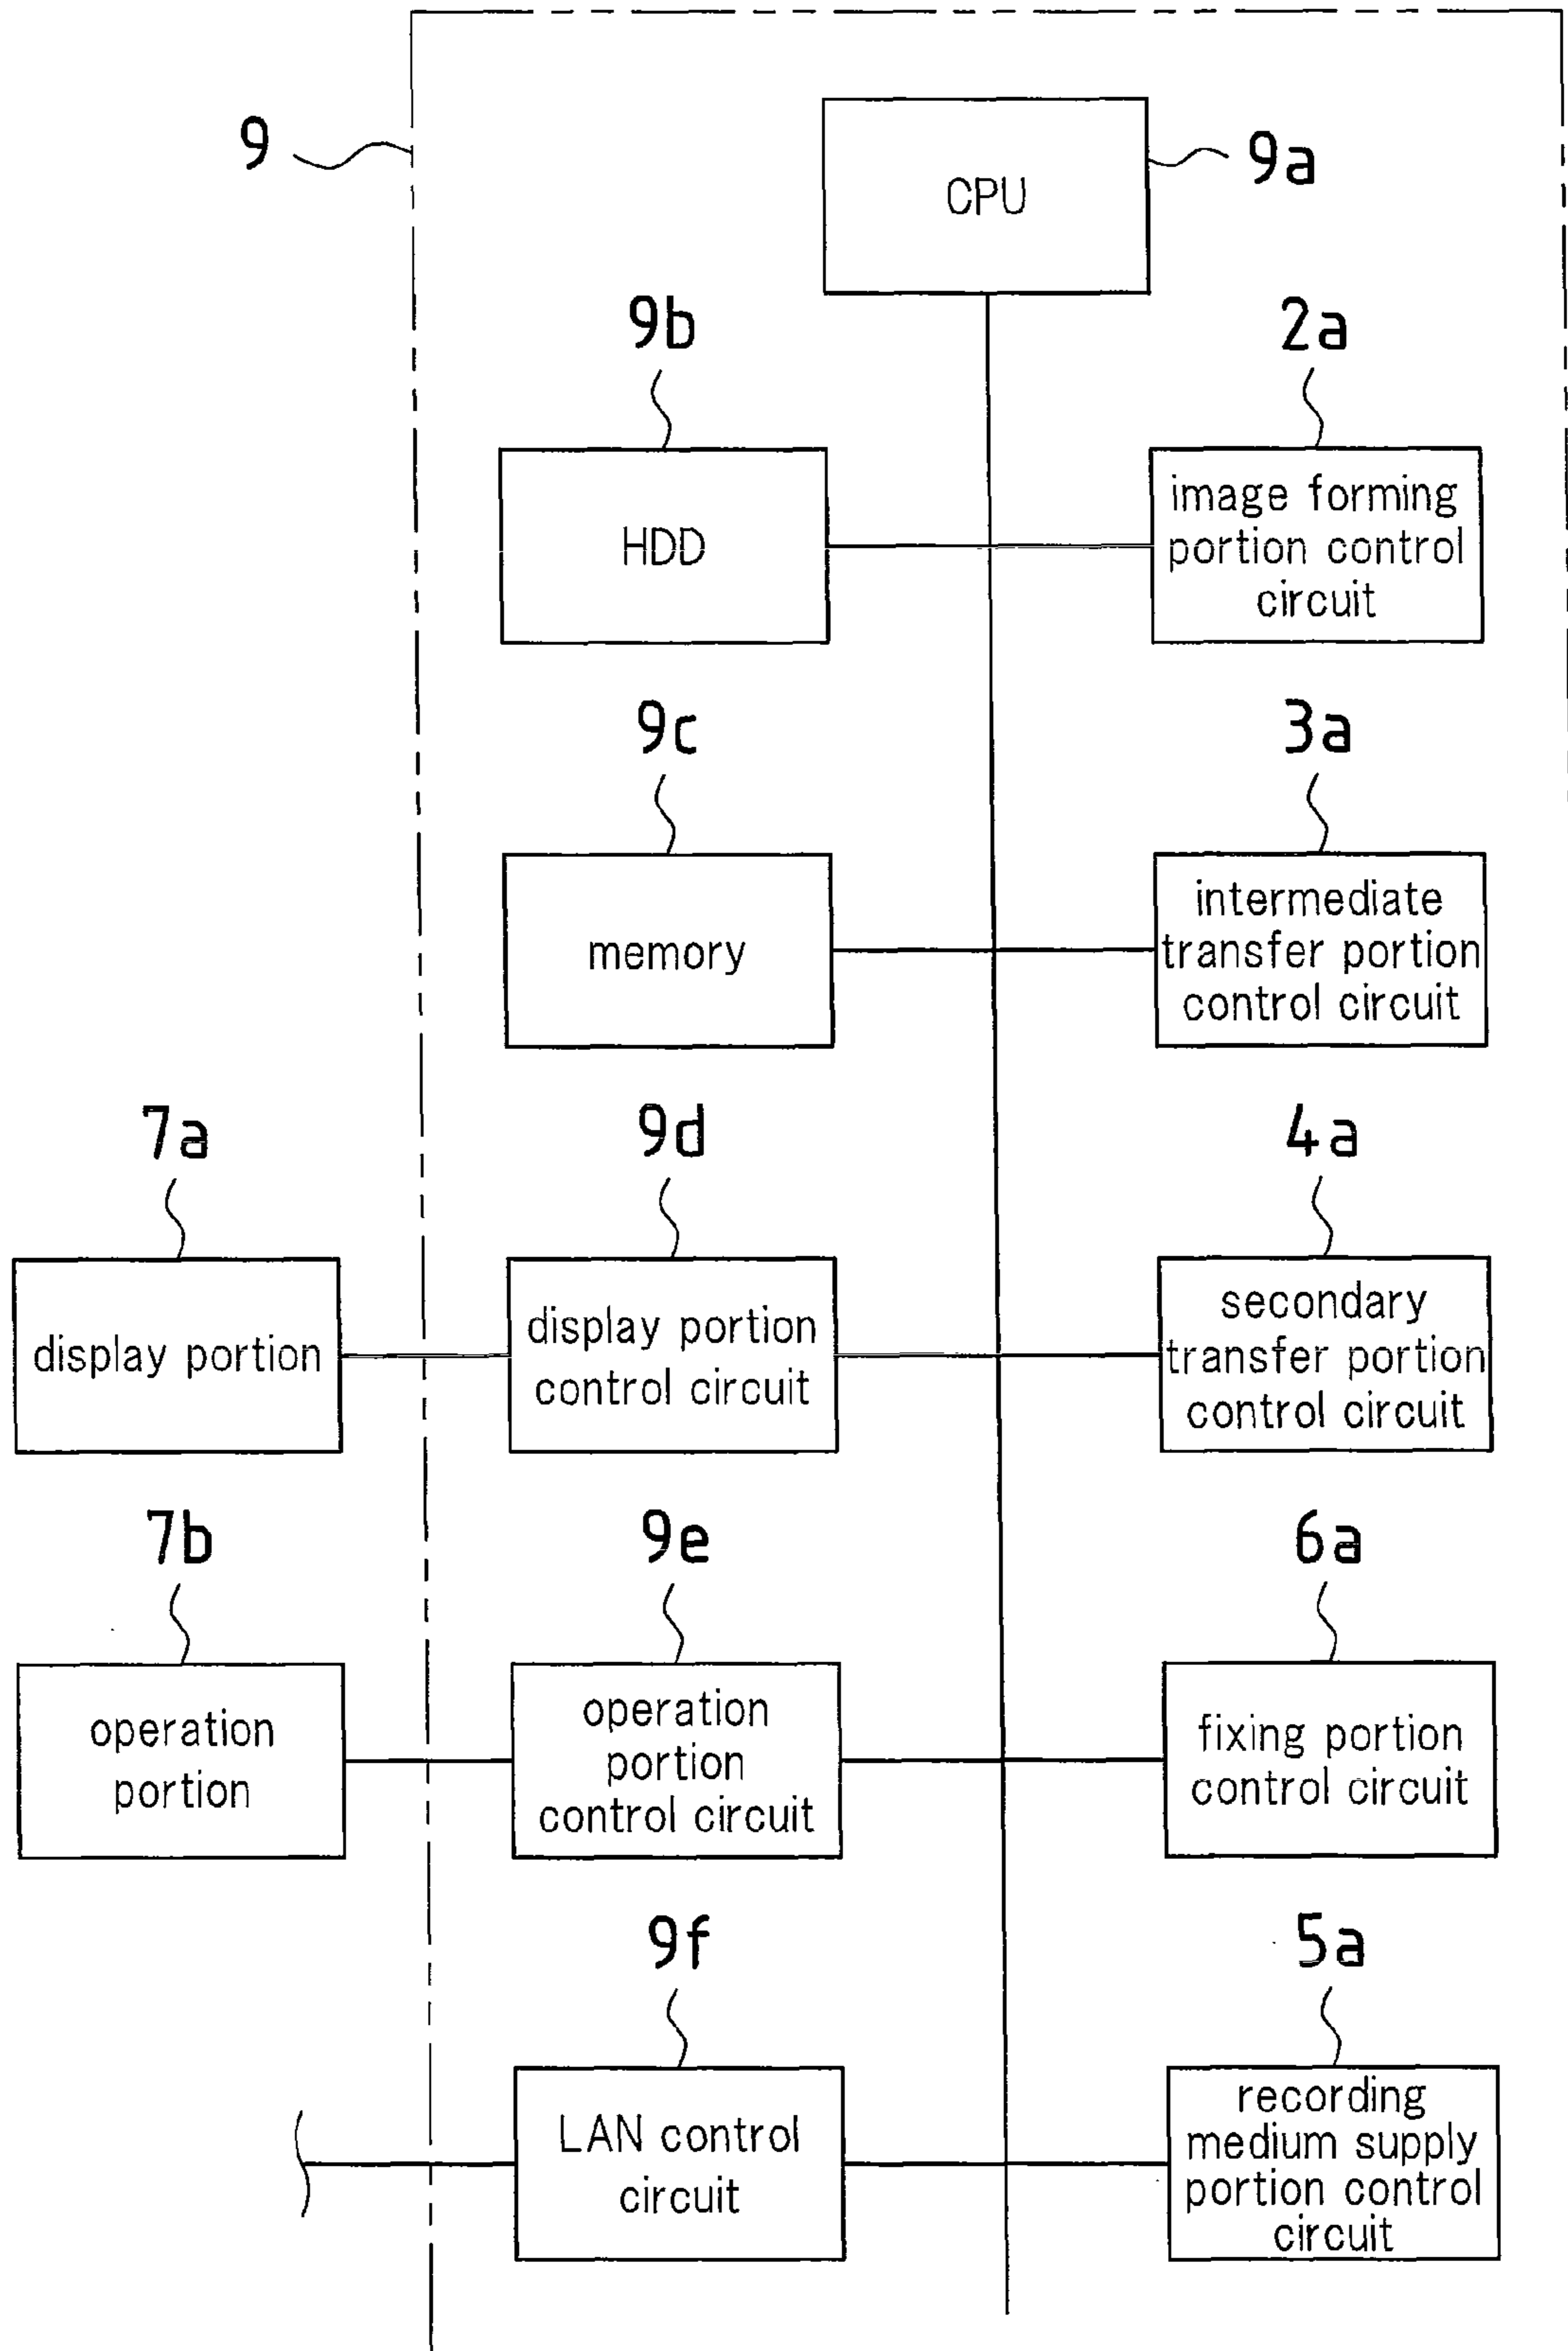 9
CPU
9a
9b
2a
HDD
image forming
portion control
circuit
9c
3a
memory
intermediate
transfer portion
control circuit
7a
9d
4a
display portion
display portion
control circuit
secondary
transfer portion
control circuit
7b
9e
6a
operation
portion
operation
portion
control circuit
fixing portion
control circuit
9f
5a
LAN control
circuit
recording
medium supply
portion control
circuit